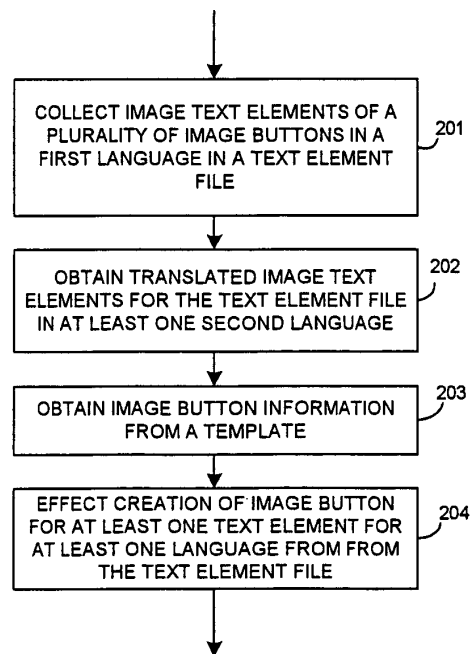 COLLECT IMAGE TEXT ELEMENTS OF A
PLURALITY OF IMAGE BUTTONS IN A
FIRST LANGUAGE IN A TEXT ELEMENT
FILE
201
OBTAIN TRANSLATED IMAGE TEXT
ELEMENTS FOR THE TEXT ELEMENT FILE
IN AT LEAST ONE SECOND LANGUAGE
202
OBTAIN IMAGE BUTTON INFORMATION
FROM A TEMPLATE
203
EFFECT CREATION OF IMAGE BUTTON
FOR AT LEAST ONE TEXT ELEMENT FOR
AT LEAST ONE LANGUAGE FROM FROM
THE TEXT ELEMENT FILE
204